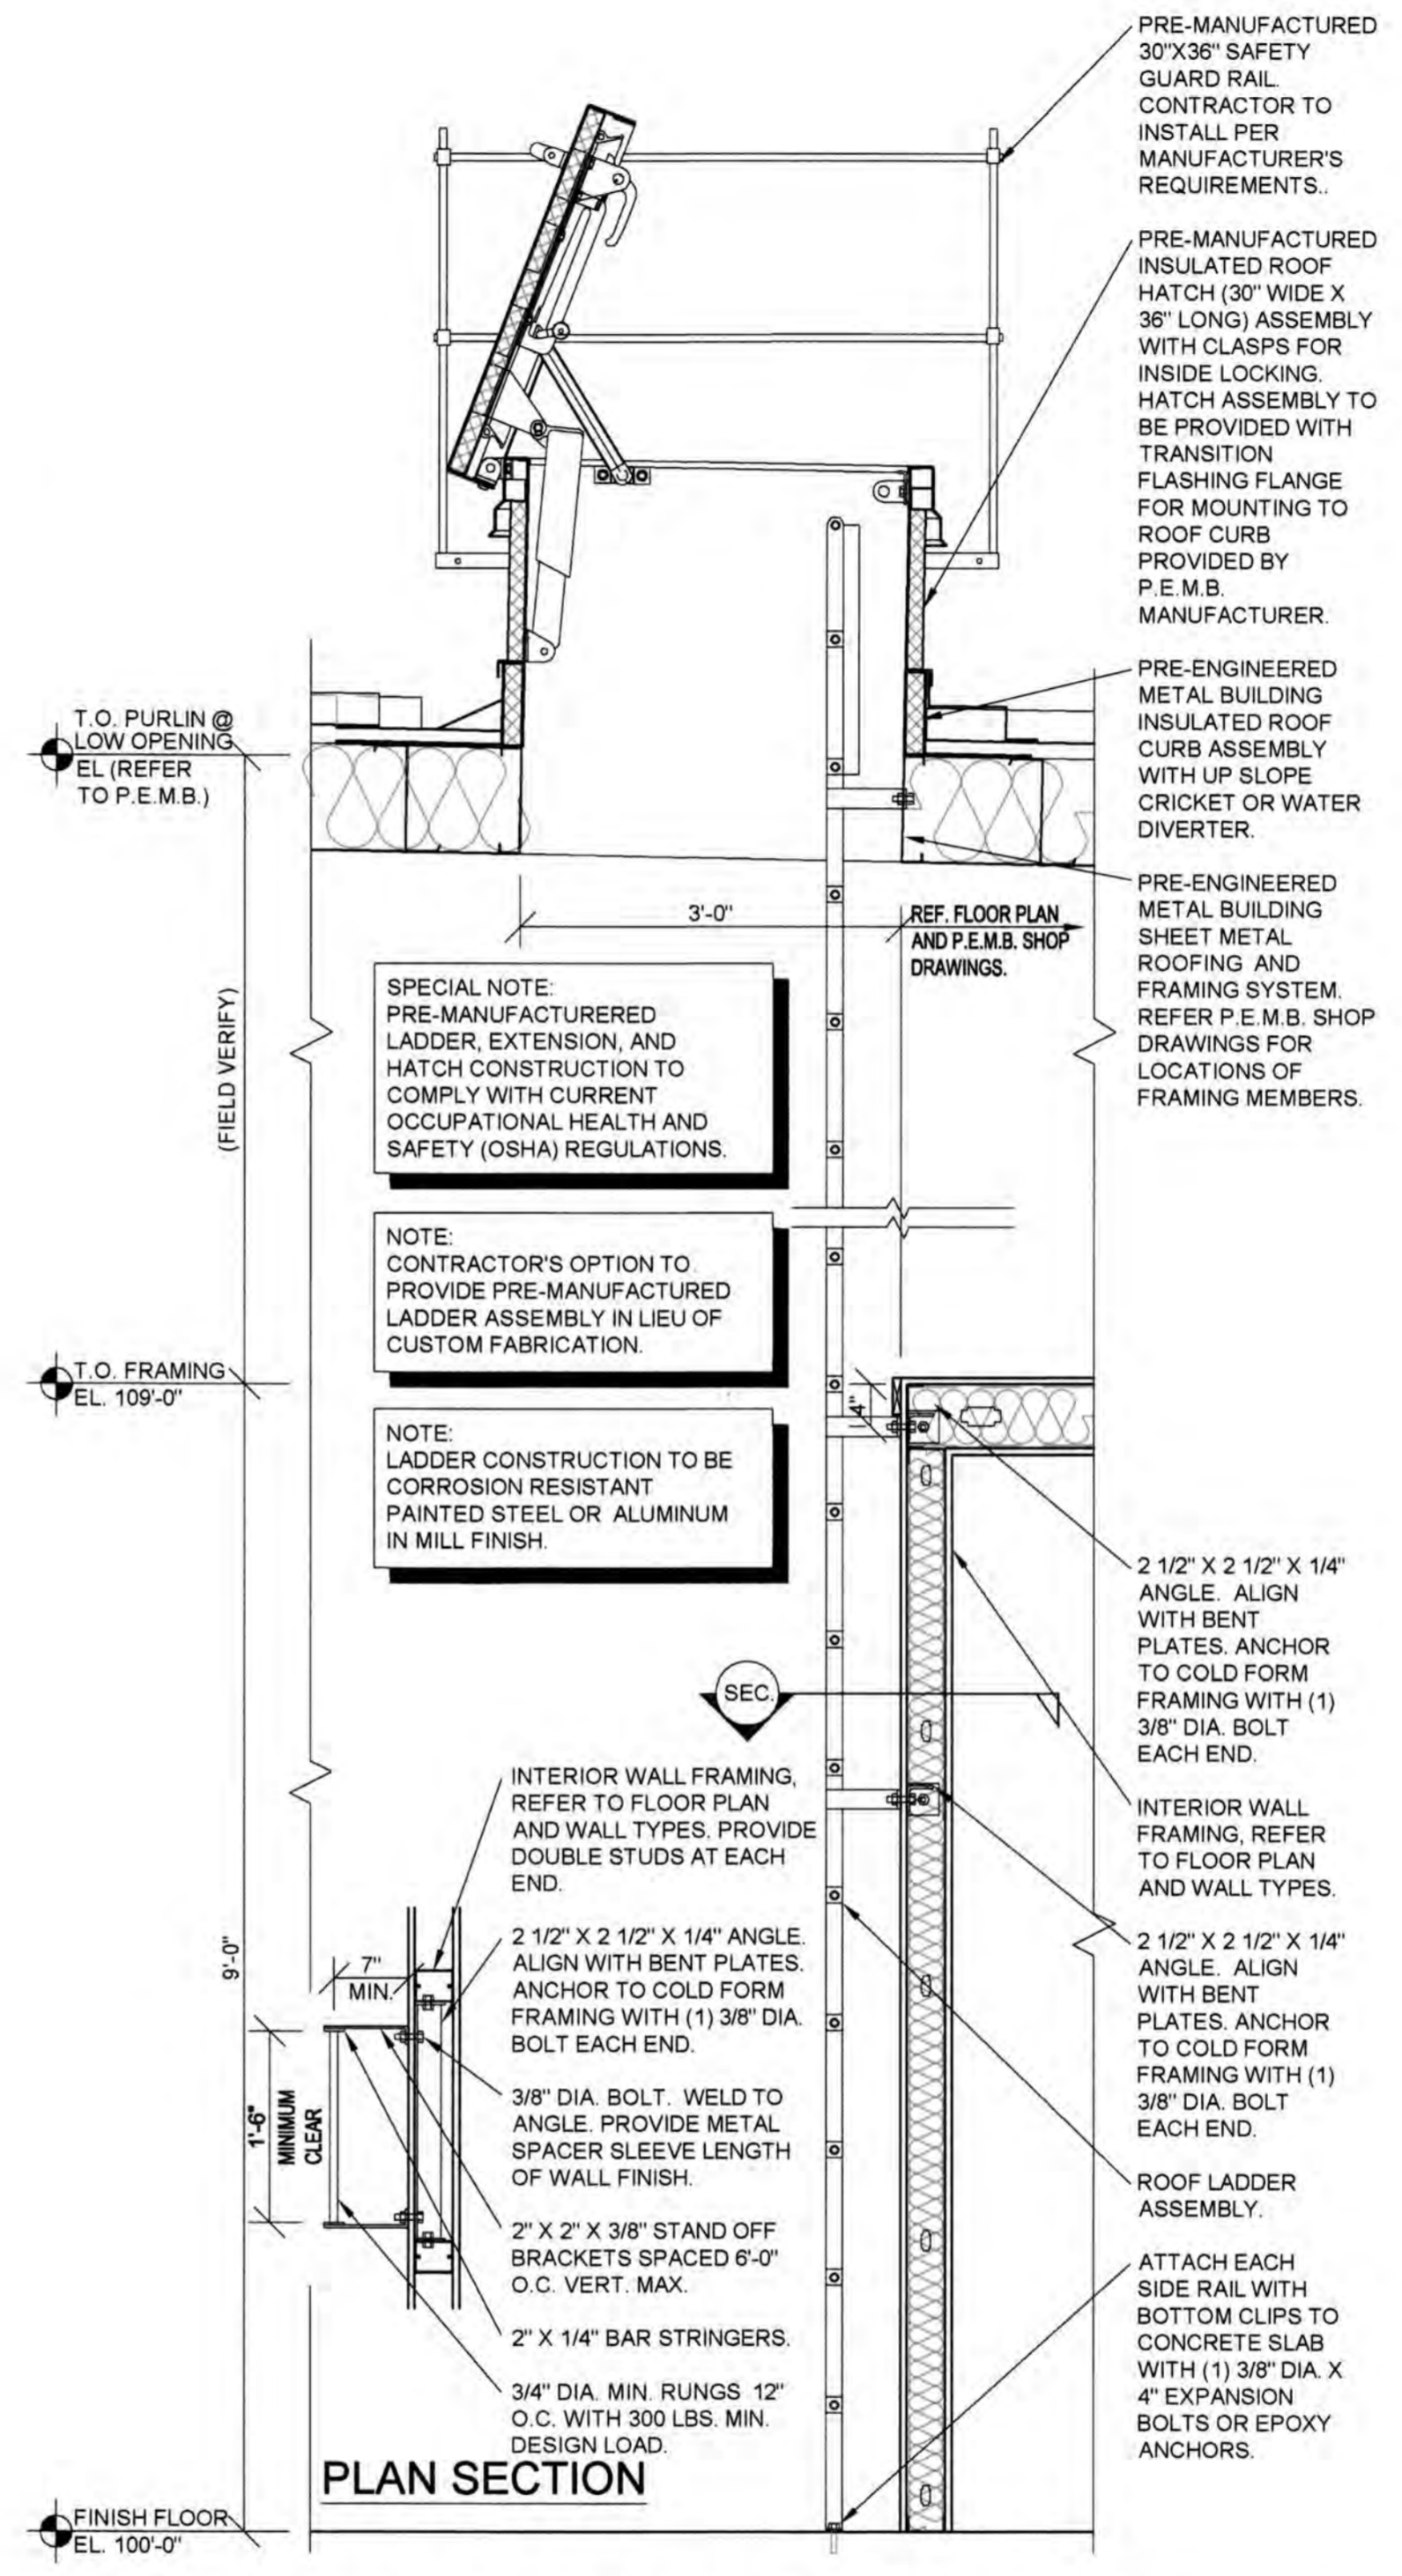 PRE-MANUFACTURED
30"X36" SAFETY
GUARD RAIL.
CONTRACTOR TO
INSTALL PER
MANUFACTURER'S
REQUIREMENTS..
PRE-MANUFACTURED
INSULATED ROOF
HATCH (30" WIDE X
36" LONG) ASSEMBLY
WITH CLASPS FOR
INSIDE LOCKING.
HATCH ASSEMBLY TO
BE PROVIDED WITH
TRANSITION
FLASHING FLANGE
FOR MOUNTING TO
ROOF CURB
PROVIDED BY
P.E.M.B.
MANUFACTURER.
PRE-ENGINEERED
METAL BUILDING
INSULATED ROOF
CURB ASSEMBLY
WITH UP SLOPE
CRICKET OR WATER
DIVERTER.
PRE-ENGINEERED
METAL BUILDING
SHEET METAL
ROOFING AND
FRAMING SYSTEM.
REFER P.E.M.B. SHOP
DRAWINGS FOR
LOCATIONS OF
FRAMING MEMBERS.
T.O. PURLIN @
LOW OPENING
EL (REFER
TO P.E.M.B.)
3'-0"
REF. FLOOR PLAN
AND P.E.M.B. SHOP
DRAWINGS.
(FIELD VERIFY)
SPECIAL NOTE:
PRE-MANUFACTURERED
LADDER, EXTENSION, AND
HATCH CONSTRUCTION TO
COMPLY WITH CURRENT
OCCUPATIONAL HEALTH AND
SAFETY (OSHA) REGULATIONS.
NOTE:
CONTRACTOR'S OPTION TO
PROVIDE PRE-MANUFACTURED
LADDER ASSEMBLY IN LIEU OF
CUSTOM FABRICATION.
T.O. FRAMING
EL. 109'-0"
4"
NOTE:
LADDER CONSTRUCTION TO BE
CORROSION RESISTANT
PAINTED STEEL OR ALUMINUM
IN MILL FINISH.
2 1/2" X 2 1/2" X 1/4"
ANGLE. ALIGN
WITH BENT
PLATES. ANCHOR
TO COLD FORM
FRAMING WITH (1)
3/8" DIA. BOLT
EACH END.
SEC.
INTERIOR WALL
FRAMING, REFER
TO FLOOR PLAN
AND WALL TYPES.
2 1/2" X 2 1/2" X 1/4"
ANGLE. ALIGN
WITH BENT
PLATES. ANCHOR
TO COLD FORM
FRAMING WITH (1)
3/8" DIA. BOLT
EACH END.
ROOF LADDER
ASSEMBLY.
ATTACH EACH
SIDE RAIL WITH
BOTTOM CLIPS TO
CONCRETE SLAB
WITH (1) 3/8" DIA. X
4" EXPANSION
BOLTS OR EPOXY
ANCHORS.
INTERIOR WALL FRAMING,
REFER TO FLOOR PLAN
AND WALL TYPES. PROVIDE
DOUBLE STUDS AT EACH
END.
2 1/2" X 2 1/2" X 1/4" ANGLE.
ALIGN WITH BENT PLATES.
ANCHOR TO COLD FORM
FRAMING WITH (1) 3/8" DIA.
BOLT EACH END.
3/8" DIA. BOLT. WELD TO
ANGLE. PROVIDE METAL
SPACER SLEEVE LENGTH
OF WALL FINISH.
2" X 2" X 3/8" STAND OFF
BRACKETS SPACED 6'-0"
O.C. VERT. MAX.
2" X 1/4" BAR STRINGERS.
3/4" DIA. MIN. RUNGS 12"
O.C. WITH 300 LBS. MIN.
DESIGN LOAD.
9'-0"
7"
MIN.
1'-6"
MINIMUM
CLEAR
PLAN SECTION
FINISH FLOOR
EL. 100'-0"